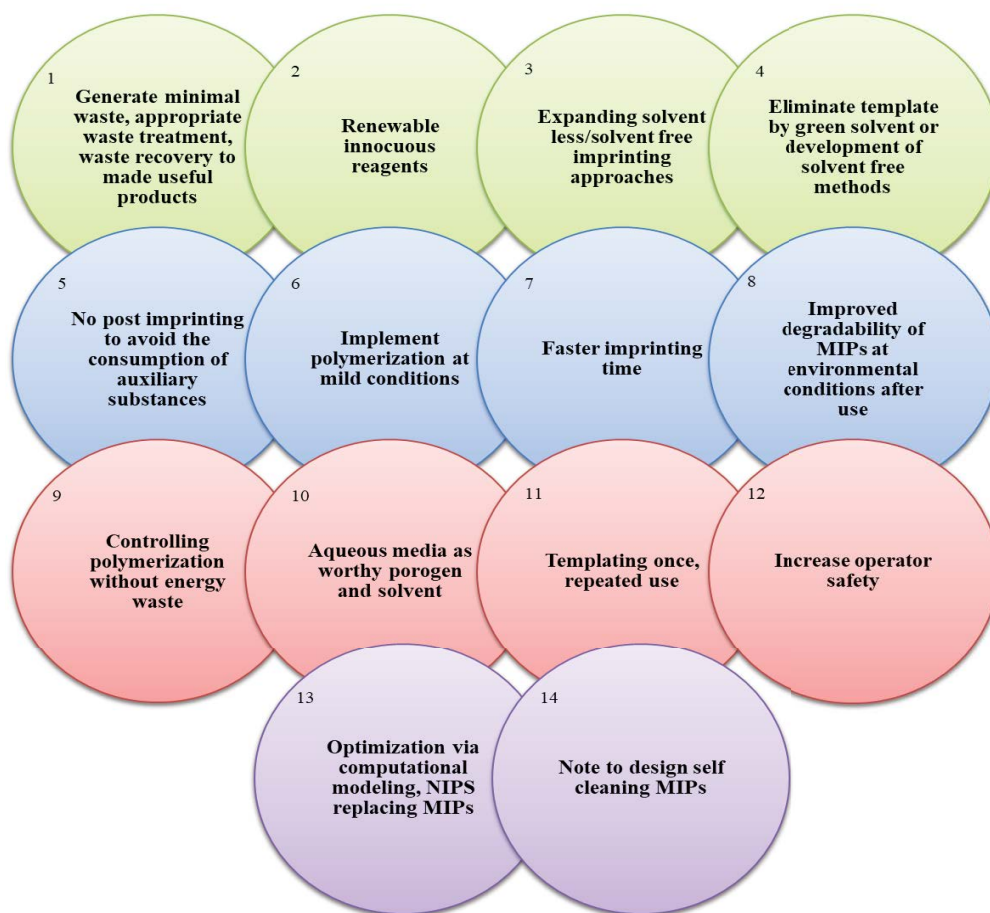 1
Generate minimal
waste, appropriate
waste treatment,
waste recovery to
made useful
products
2
Renewable
innocuous
reagents
3
Expanding solvent
less/solvent free
imprinting
approaches
4
Eliminate template
by green solvent or
development of
solvent free
methods
5
No post imprinting
to avoid the
consumption of
auxiliary
substances
6
Implement
polymerization at
mild conditions
7
Faster imprinting
time
8
Improved
degradability of
MIPs at
environmental
conditions after
use
9
Controlling
polymerization
without energy
waste
10
Aqueous media as
worthy porogen
and solvent
11
Templating once,
repeated use
12
Increase operator
safety
13
Optimization via
computational
modeling, NIPS
replacing MIPs
14
Note to design self
cleaning MIPs